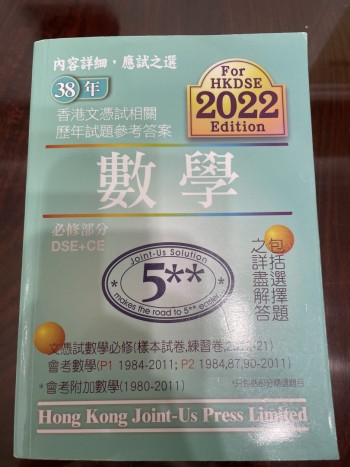 內容詳細，應試之選
For
HKDSE
2022
Edition
38年
香港文憑試相關
歷年試題參考答案
數學
必修部分
DSE+CE
包括選擇題
之詳盡解答
Joint-Us Solution
5**
* makes the road to 5** easier *
文憑試數學必修(樣本試卷,練習卷,2012-21)
會考數學(P1 1984-2011; P2 1984,87,90-2011)
*會考附加數學(1980-2011)
Hong Kong Joint-Us Press Limited